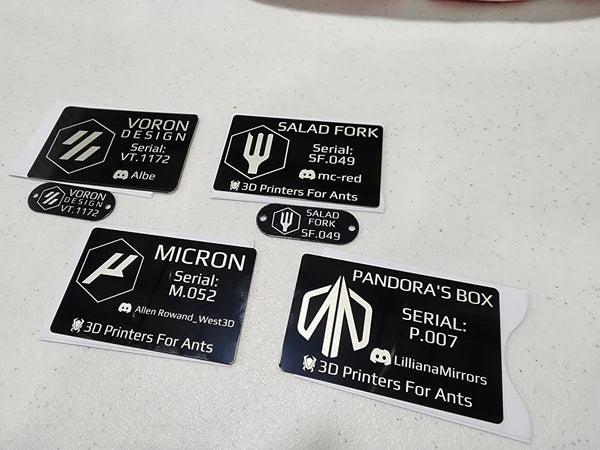 VORON
DESIGN
Serial:
VT.1172
Albe
VORON
DESIGN
VT.1172
SALAD FORK
Serial:
SF.049
mc-red
3D Printers For Ants
SALAD
FORK
SF.049
MICRON
Serial:
M.052
Allen Rowand_West3D
3D Printers For Ants
PANDORA'S BOX
SERIAL:
P.007
LillianaMirrors
3D Printers For Ants